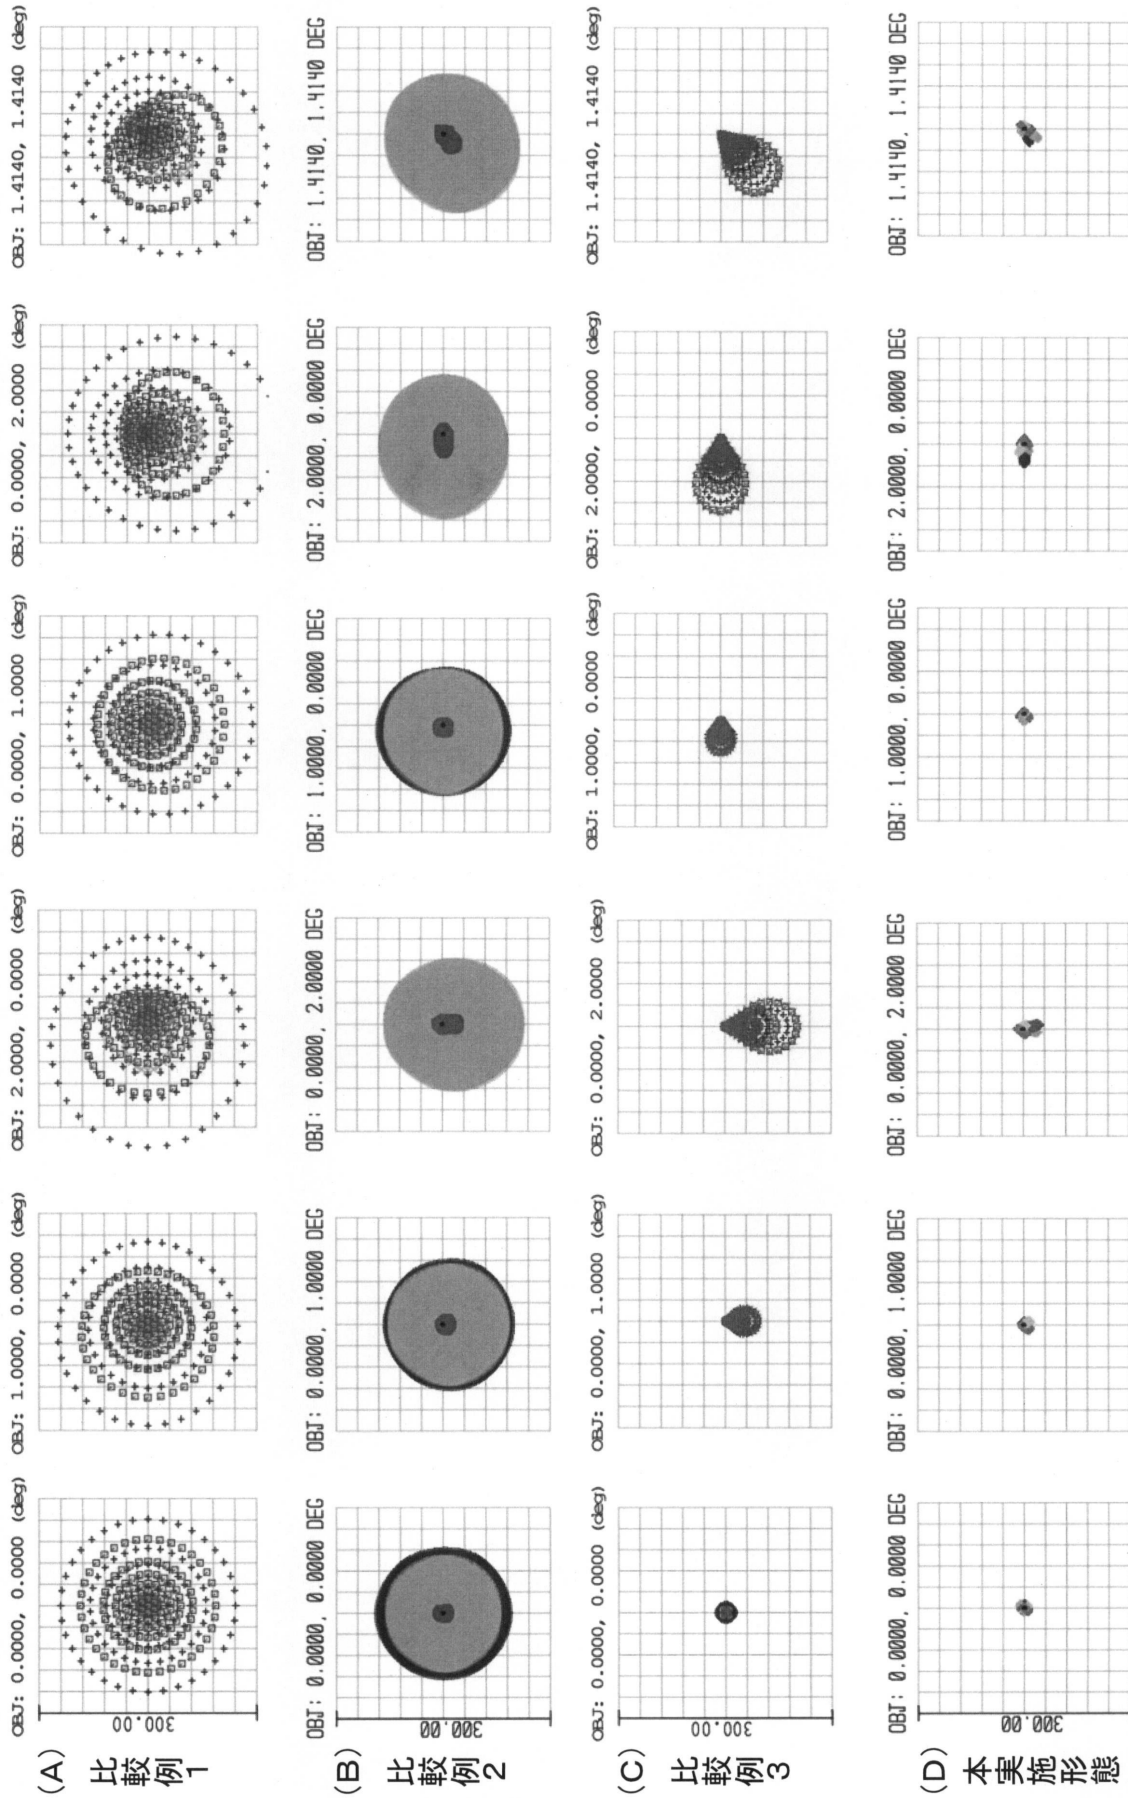 (A)
比較例1
300.00
OBJ: 0.0000, 0.0000 (deg)
OBJ: 1.0000, 0.0000 (deg)
OBJ: 2.0000, 0.0000 (deg)
OBJ: 0.0000, 1.0000 (deg)
OBJ: 0.0000, 2.0000 (deg)
OBJ: 1.4140, 1.4140 (deg)
(B)
比較例2
300.00
OBJ: 0.0000, 0.0000 DEG
OBJ: 0.0000, 1.0000 DEG
OBJ: 0.0000, 2.0000 DEG
OBJ: 1.0000, 0.0000 DEG
OBJ: 2.0000, 0.0000 DEG
OBJ: 1.4140, 1.4140 DEG
(C)
比較例3
300.00
OBJ: 0.0000, 0.0000 (deg)
OBJ: 0.0000, 1.0000 (deg)
OBJ: 0.0000, 2.0000 (deg)
OBJ: 1.0000, 0.0000 (deg)
OBJ: 2.0000, 0.0000 (deg)
OBJ: 1.4140, 1.4140 (deg)
(D)
本実施形態
300.00
OBJ: 0.0000, 0.0000 DEG
OBJ: 0.0000, 1.0000 DEG
OBJ: 0.0000, 2.0000 DEG
OBJ: 1.0000, 0.0000 DEG
OBJ: 2.0000, 0.0000 DEG
OBJ: 1.4140, 1.4140 DEG